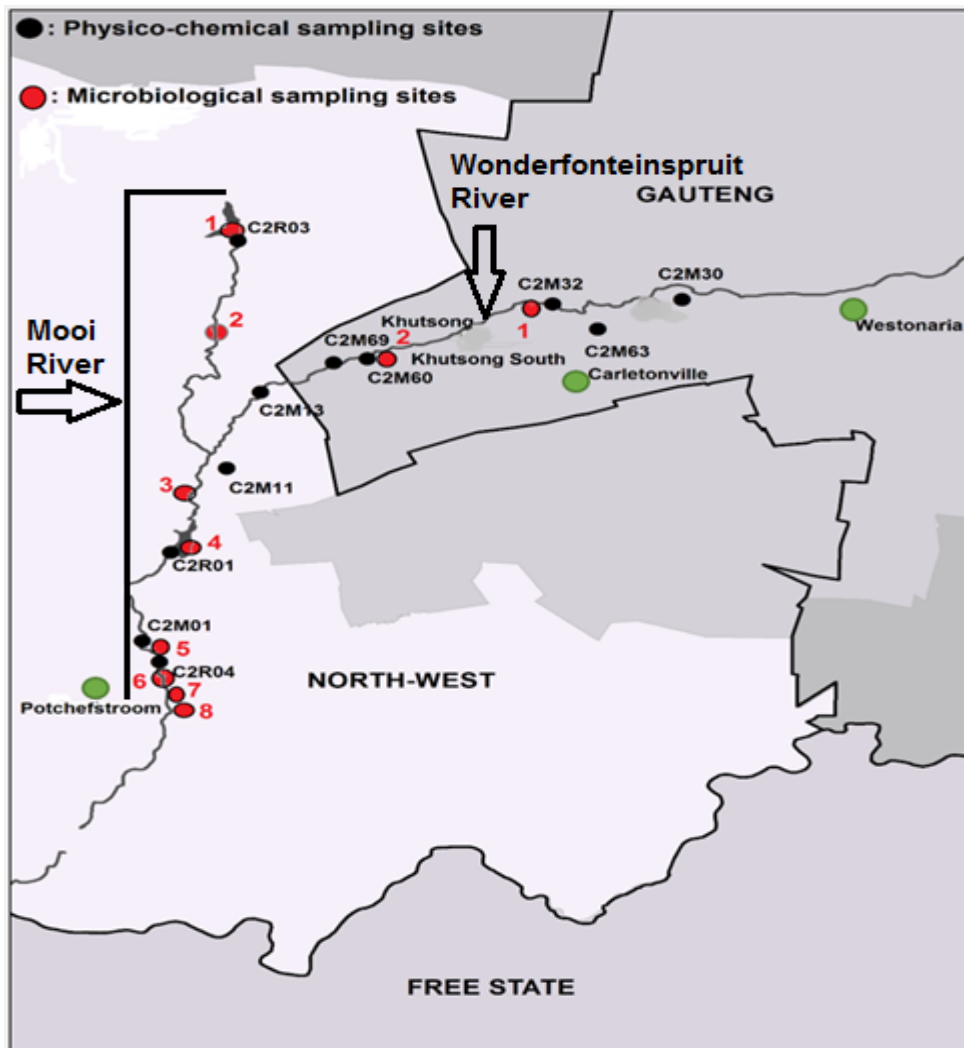 : Physico-chemical sampling sites
: Microbiological sampling sites
Wonderfonteinspruit
River
GAUTENG
1
C2R03
C2M32
C2M30
Mooi
River
2
Khutsong
1
Westonaria
C2M69
2
Khutsong South
C2M63
C2M60
Carletonville
C2M13
C2M11
3
4
C2R01
C2M01
5
C2R04
6
7
NORTH-WEST
Potchefstroom
8
FREE STATE